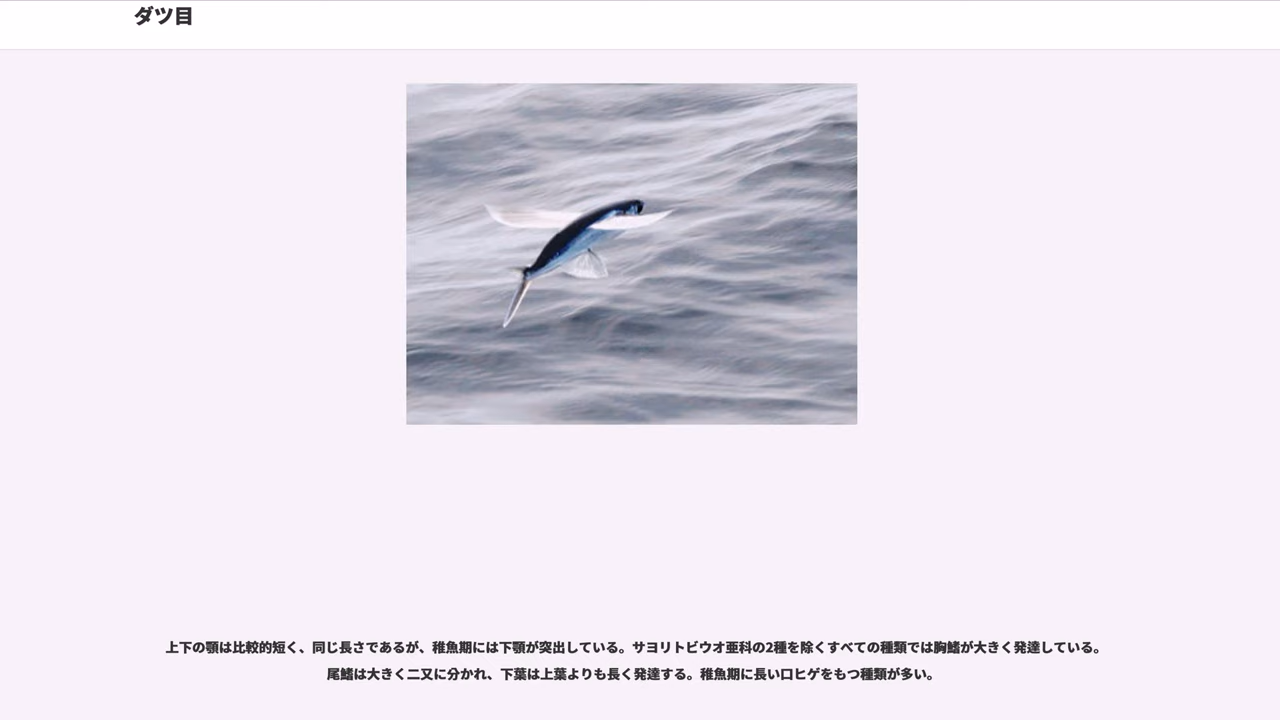 ダツ目
上下の顎は比較的短く、同じ長さであるが、稚魚期には下顎が突出している。サヨリトビウオ亜科の2種を除くすべての種類では胸鰭が大きく発達している。
尾鰭は大きく二又に分かれ、下葉は上葉よりも長く発達する。稚魚期に長い口ヒゲをもつ種類が多い。